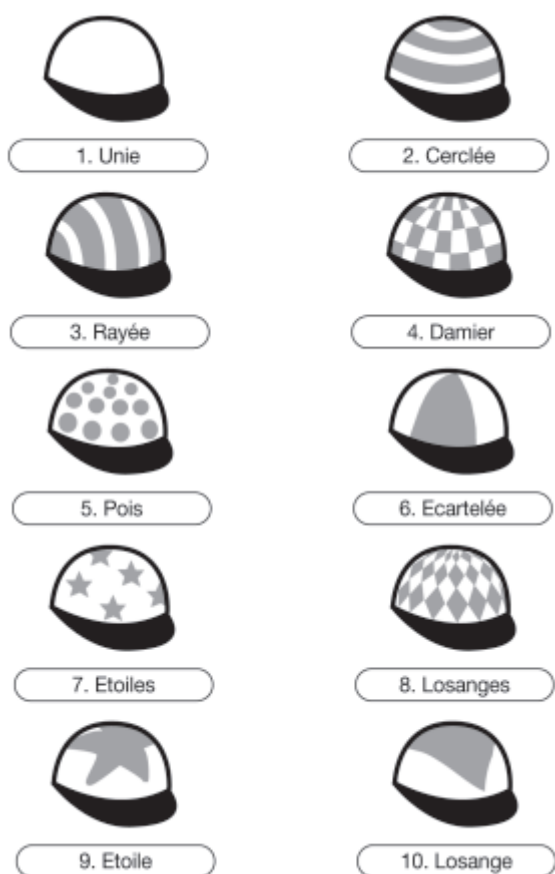 1. Unie
2. Cerclée
3. Rayée
4. Damier
5. Pois
6. Ecartelée
7. Etoiles
8. Losanges
9. Etoile
10. Losange